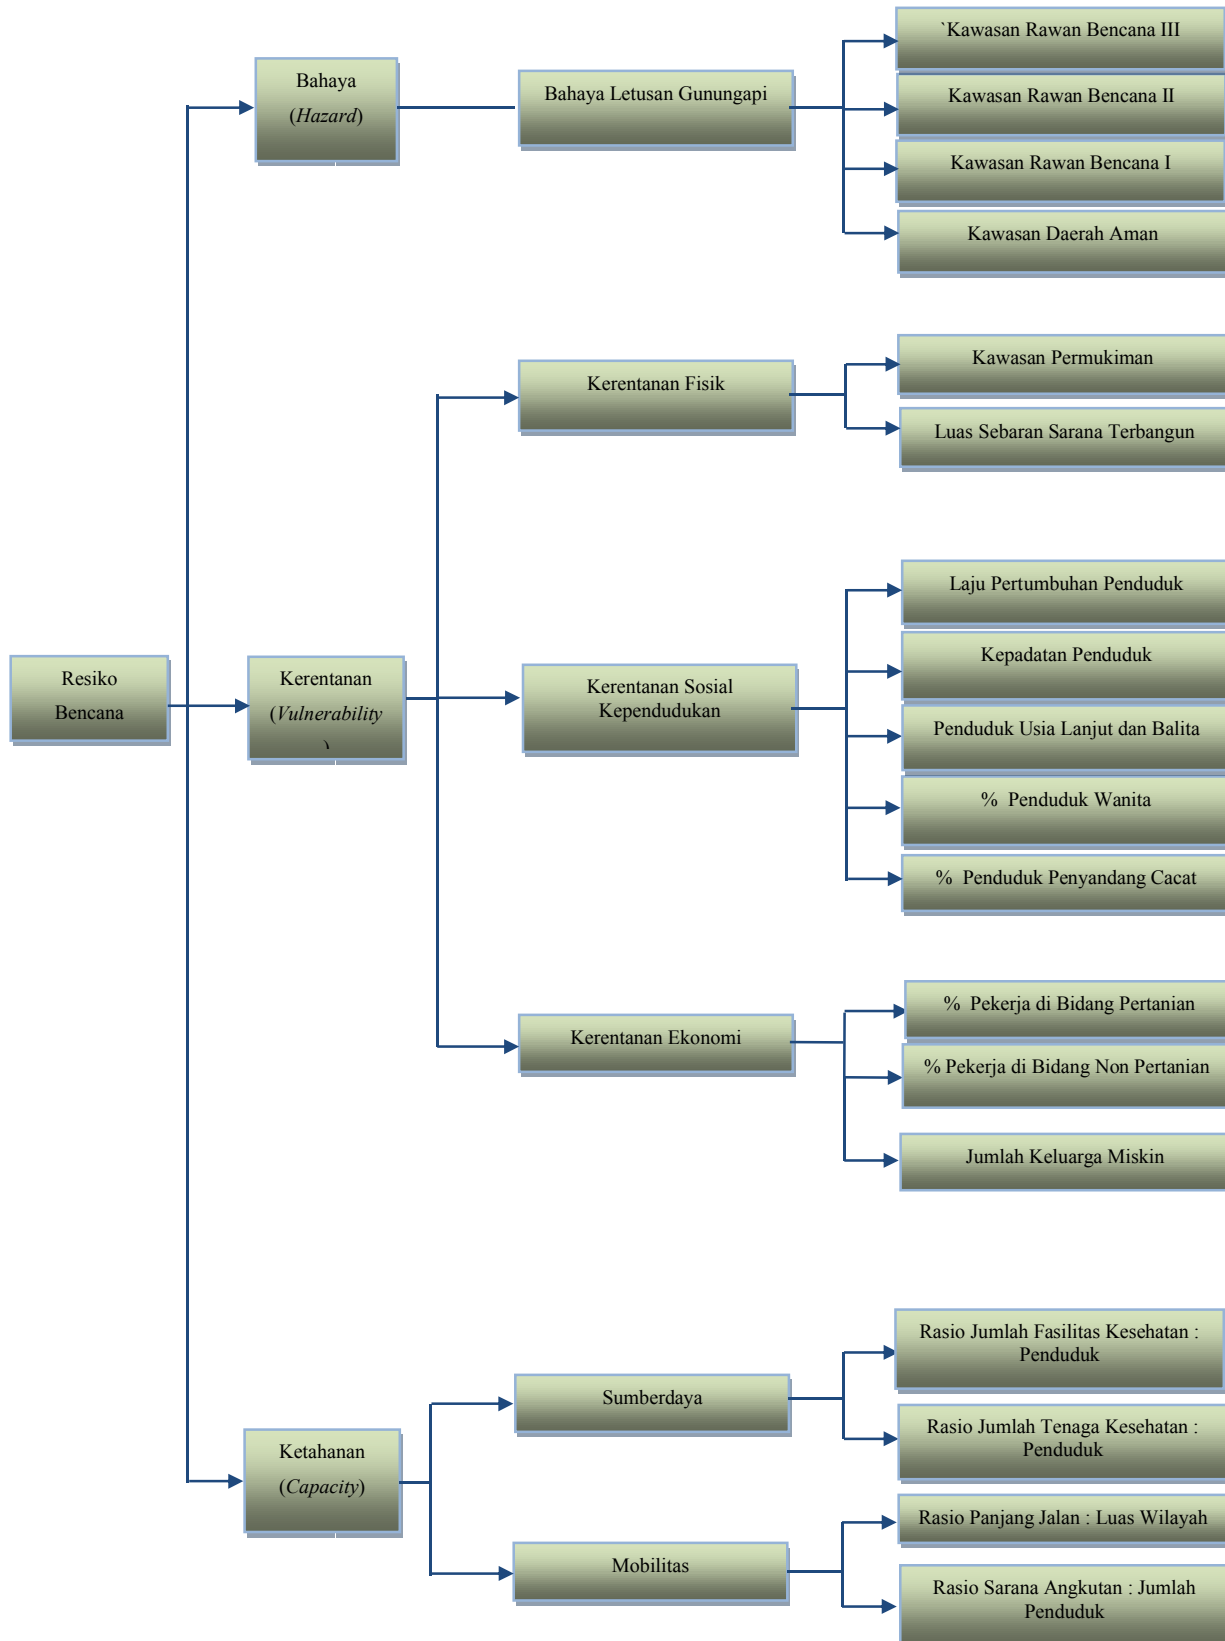 Resiko
Bencana
Bahaya
(Hazard)
Bahaya Letusan Gunungapi
`Kawasan Rawan Bencana III
Kawasan Rawan Bencana II
Kawasan Rawan Bencana I
Kawasan Daerah Aman
Kerentanan
(Vulnerability
)
Kerentanan Fisik
Kawasan Permukiman
Luas Sebaran Sarana Terbangun
Kerentanan Sosial
Kependudukan
Laju Pertumbuhan Penduduk
Kepadatan Penduduk
Penduduk Usia Lanjut dan Balita
% Penduduk Wanita
% Penduduk Penyandang Cacat
Kerentanan Ekonomi
% Pekerja di Bidang Pertanian
% Pekerja di Bidang Non Pertanian
Jumlah Keluarga Miskin
Ketahanan
(Capacity)
Sumberdaya
Rasio Jumlah Fasilitas Kesehatan :
Penduduk
Rasio Jumlah Tenaga Kesehatan :
Penduduk
Mobilitas
Rasio Panjang Jalan : Luas Wilayah
Rasio Sarana Angkutan : Jumlah
Penduduk